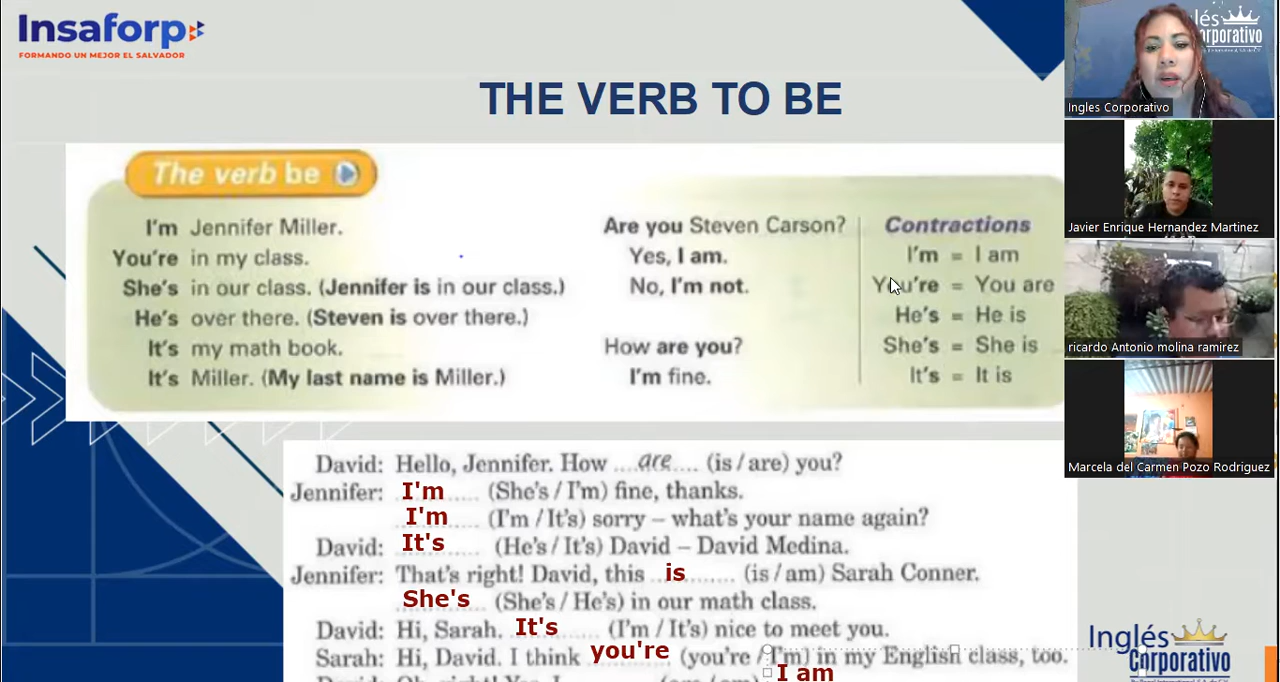 Insaforp
FORMANDO UN MEJOR EL SALVADOR
THE VERB TO BE
The verb be
I'm Jennifer Miller.
You're in my class.
She's in our class. (Jennifer is in our class.)
He's over there. (Steven is over there.)
It's my math book.
It's Miller. (My last name is Miller.)
Are you Steven Carson?
Yes, I am.
No, I'm not.
How are you?
I'm fine.
Contractions
I'm = I am
You're = You are
He's = He is
She's = She is
It's = It is
David: Hello, Jennifer. How ....are.... (is / are) you?
Jennifer: I'm ..... (She's / I'm) fine, thanks.
I'm ..... (I'm / It's) sorry – what's your name again?
David: It's ..... (He's / It's) David – David Medina.
Jennifer: That's right! David, this ..is....... (is / am) Sarah Conner.
She's ... (She's / He's) in our math class.
David: Hi, Sarah. It's ...... (I'm / It's) nice to meet you.
Sarah: Hi, David. I think you're (you're / I'm) in my English class, too.
I am
lés
orporativo
Ingles Corporativo
Javier Enrique Hernandez Martinez
ricardo Antonio molina ramirez
Marcela del Carmen Pozo Rodriguez
Inglés
Corporativo